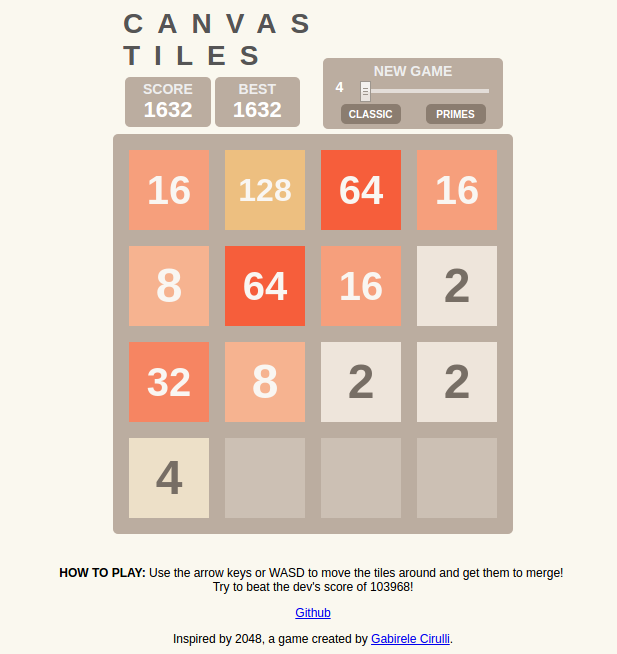 CANVAS
TILES
SCORE
1632
BEST
1632
NEW GAME
4
CLASSIC
PRIMES
16 128 64 16
8 64 16 2
32 8 2 2
4
HOW TO PLAY: Use the arrow keys or WASD to move the tiles around and get them to merge!
Try to beat the dev's score of 103968!
Github
Inspired by 2048, a game created by Gabirele Cirulli.